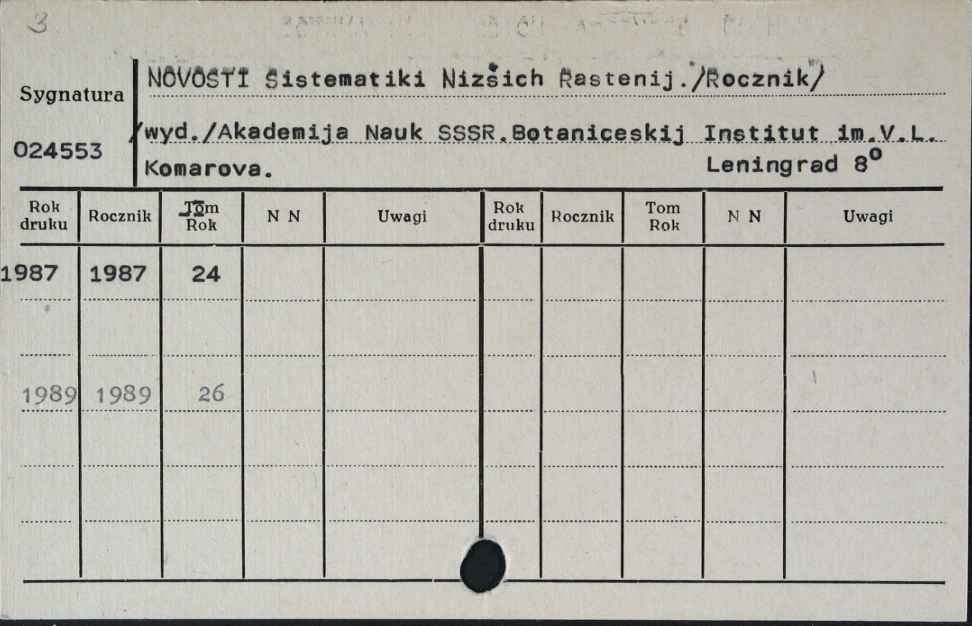 3
Sygnatura
NOVOSTI Sistematiki Nizšich Rastenij./Rocznik/
024553
/wyd./Akademija Nauk SSSR.Botaniceskij Institut im.V.L.
Komarova. Leningrad 8⁰
Rok druku Rocznik Tom Rok N N Uwagi Rok druku Rocznik Tom Rok N N Uwagi
1987 1987 24
1989 1989 26